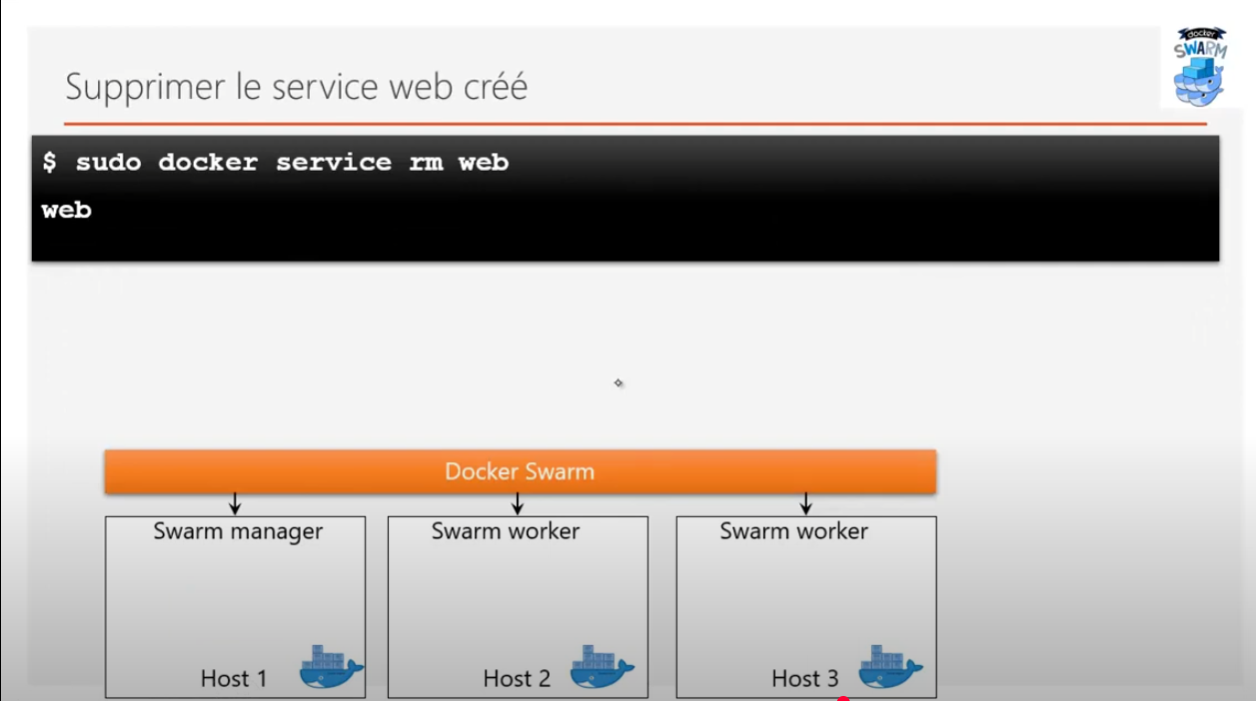 docker
SWARM
Supprimer le service web créé
$ sudo docker service rm web
web
Docker Swarm
Swarm manager
Swarm worker
Swarm worker
Host 1
Host 2
Host 3